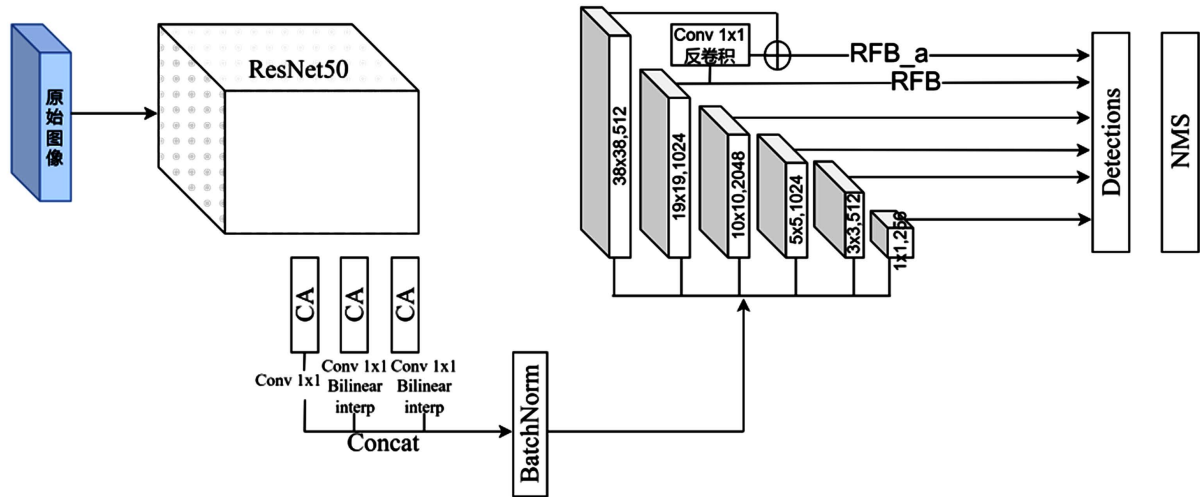 原始图像
ResNet50
CA
CA
CA
Conv 1x1
Conv 1x1
Bilinear
interp
Conv 1x1
Bilinear
interp
Concat
BatchNorm
38x38,512
19x19,1024
10x10,2048
5x5,1024
3x3,512
1x1,256
Conv 1x1
反卷积
RFB_a
RFB
Detections
NMS